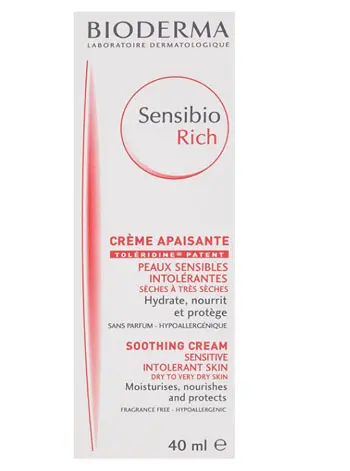 BIODERMA
LABORATOIRE DERMATOLOGIQUE
Sensibio
Rich
CRÈME APAISANTE
TOLÉRIDINE™ PATENT
PEAUX SENSIBLES
INTOLÉRANTES
SÈCHES À TRÈS SÈCHES
Hydrate, nourrit
et protège
SANS PARFUM - HYPOALLERGÉNIQUE
SOOTHING CREAM
SENSITIVE
INTOLERANT SKIN
DRY TO VERY DRY SKIN
Moisturises, nourishes
and protects
FRAGRANCE FREE - HYPOALLERGENIC
40 ml ℮